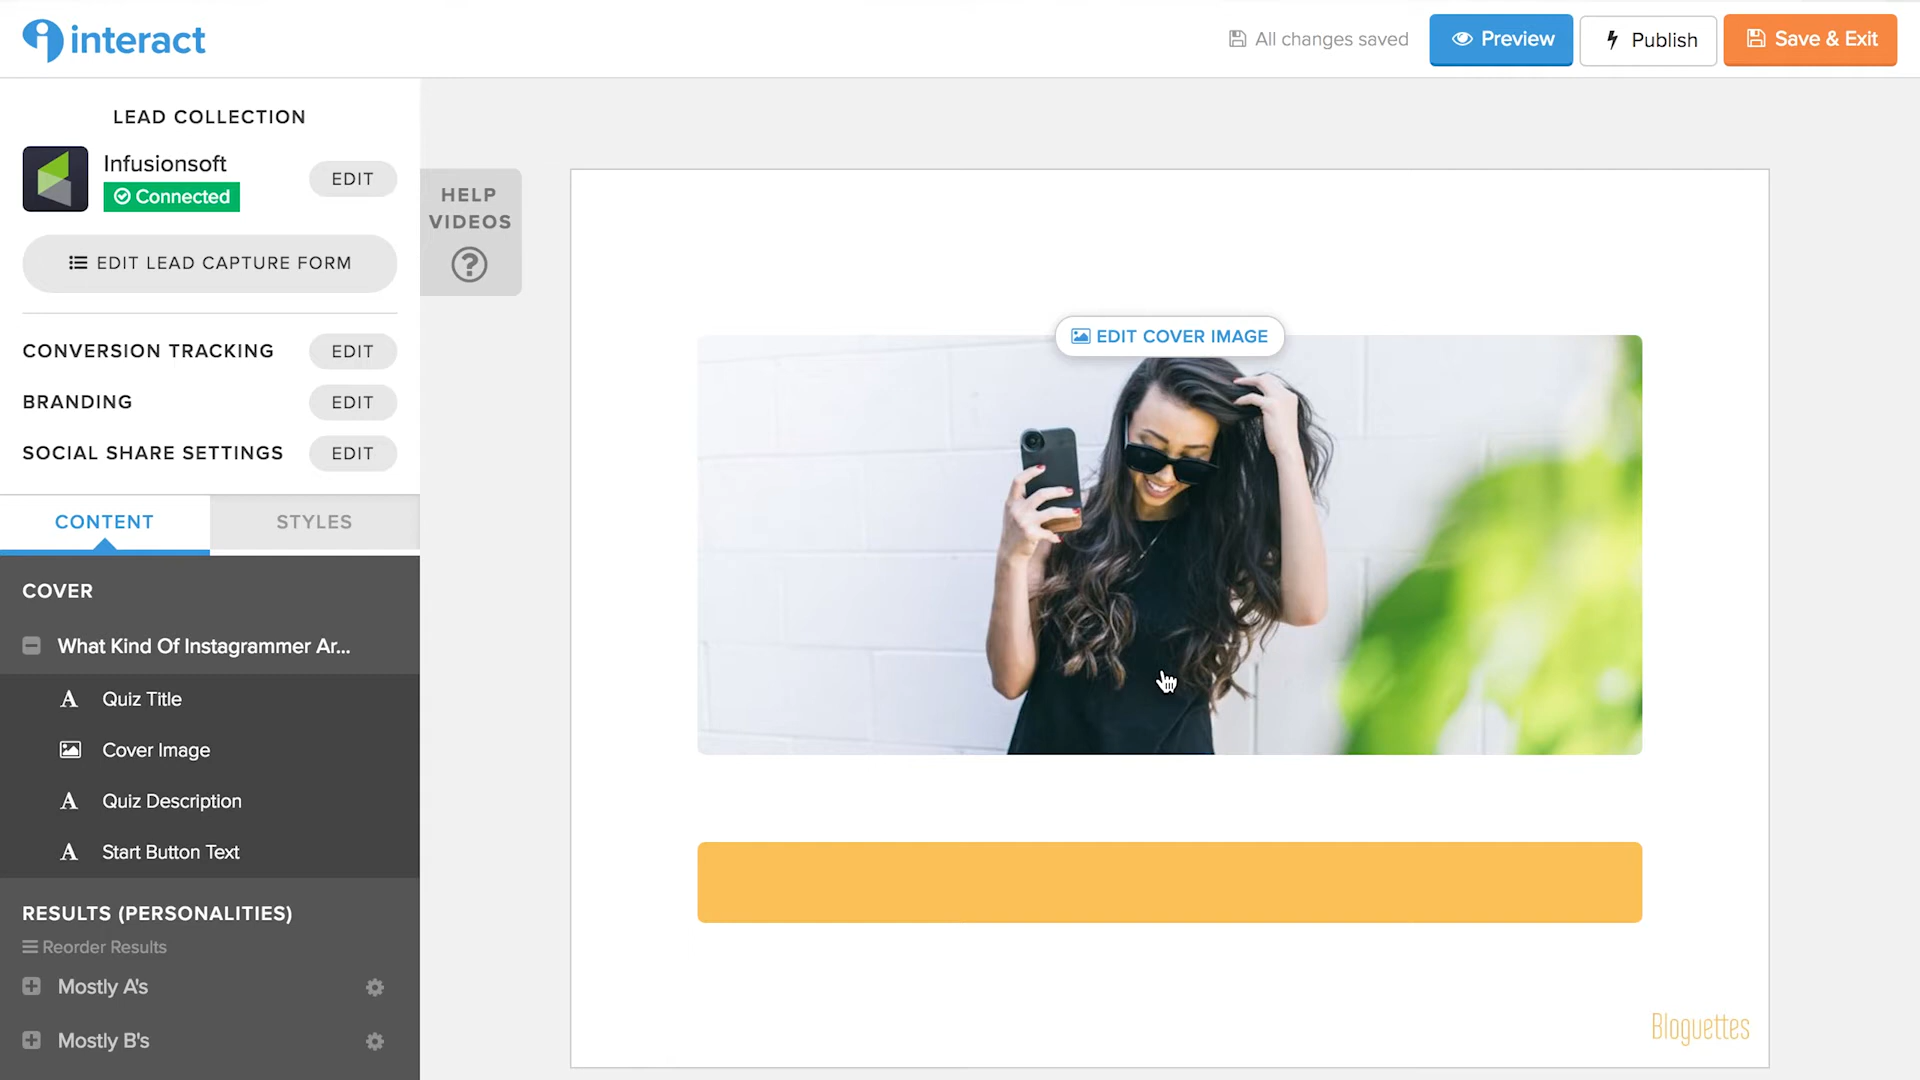 interact
All changes saved
Preview
Publish
Save & Exit
LEAD COLLECTION
Infusionsoft
Connected
EDIT
EDIT LEAD CAPTURE FORM
CONVERSION TRACKING
EDIT
BRANDING
EDIT
SOCIAL SHARE SETTINGS
EDIT
CONTENT
STYLES
COVER
What Kind Of Instagrammer Ar...
Quiz Title
Cover Image
Quiz Description
Start Button Text
RESULTS (PERSONALITIES)
Reorder Results
Mostly A's
Mostly B's
HELP
VIDEOS
?
EDIT COVER IMAGE
Bloguettes